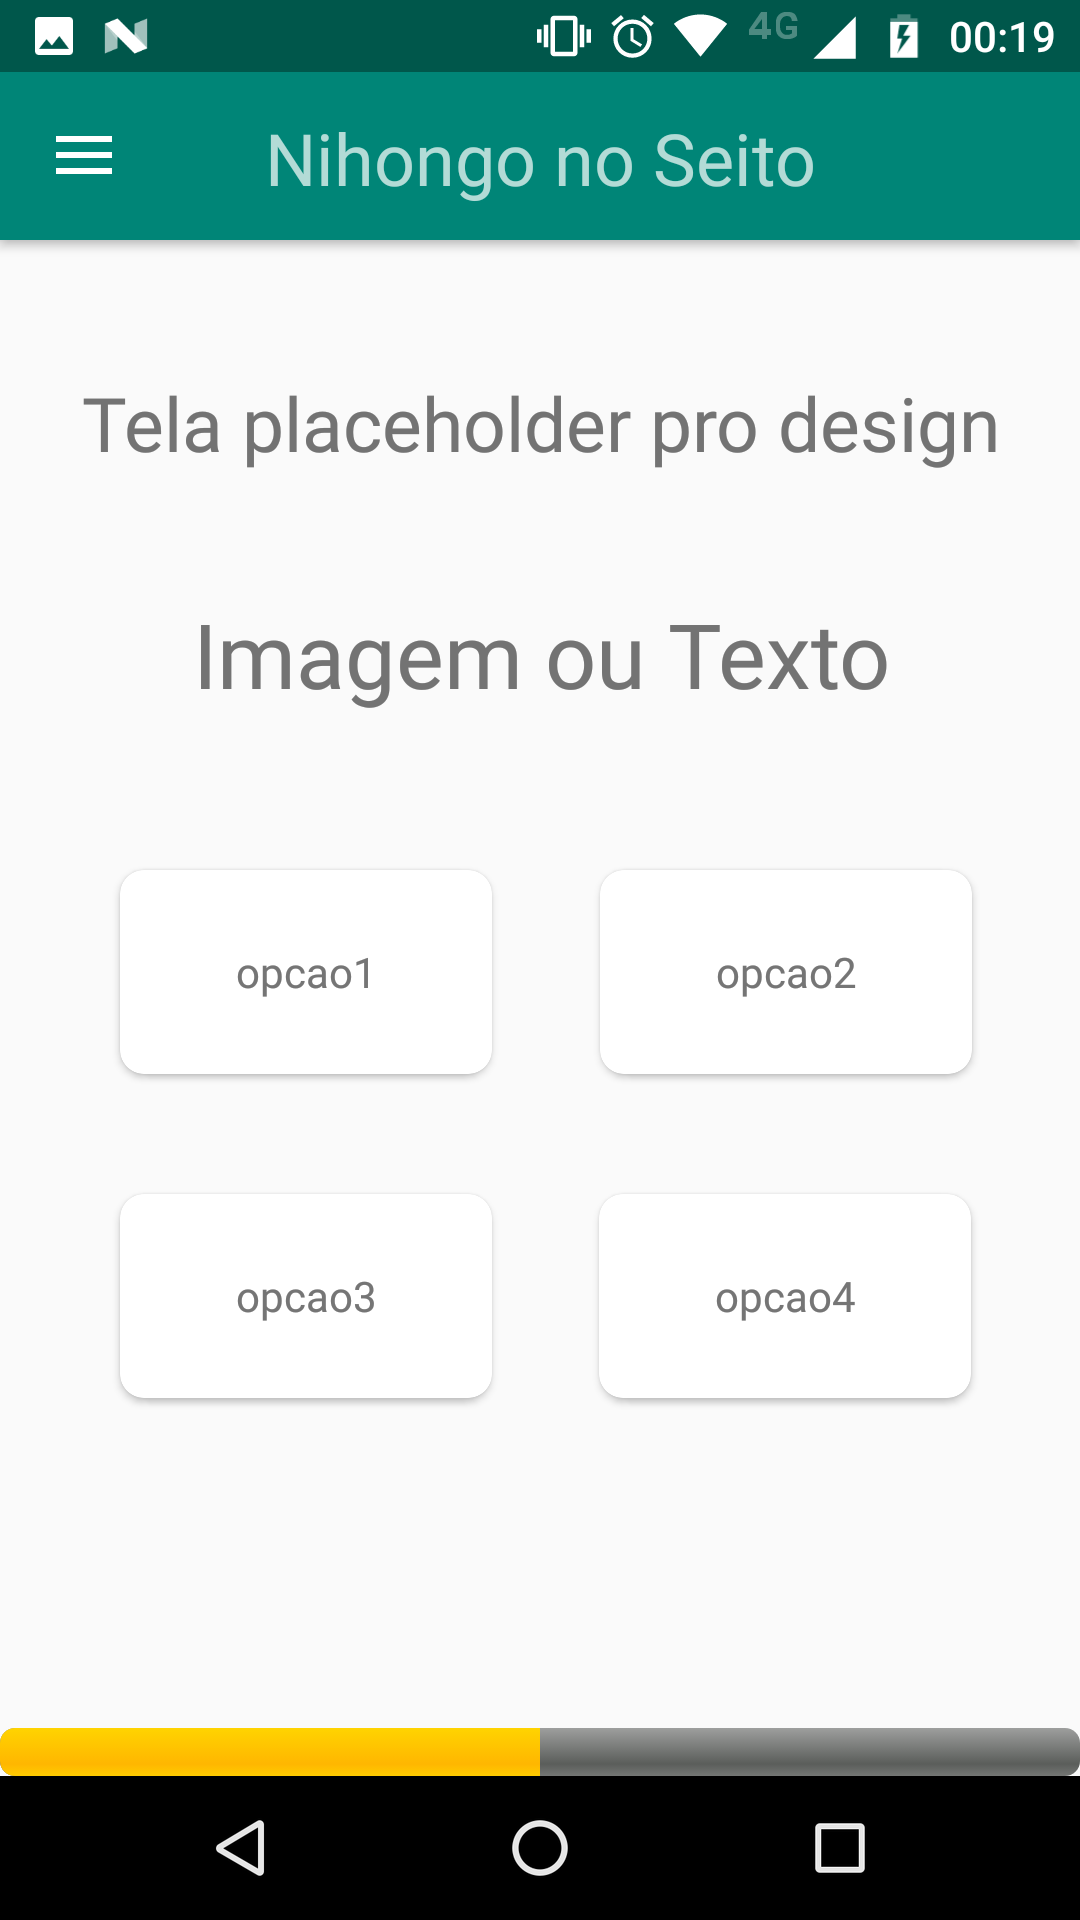 4G 00:19
Nihongo no Seito
Tela placeholder pro design
Imagem ou Texto
opcao1 opcao2
opcao3 opcao4